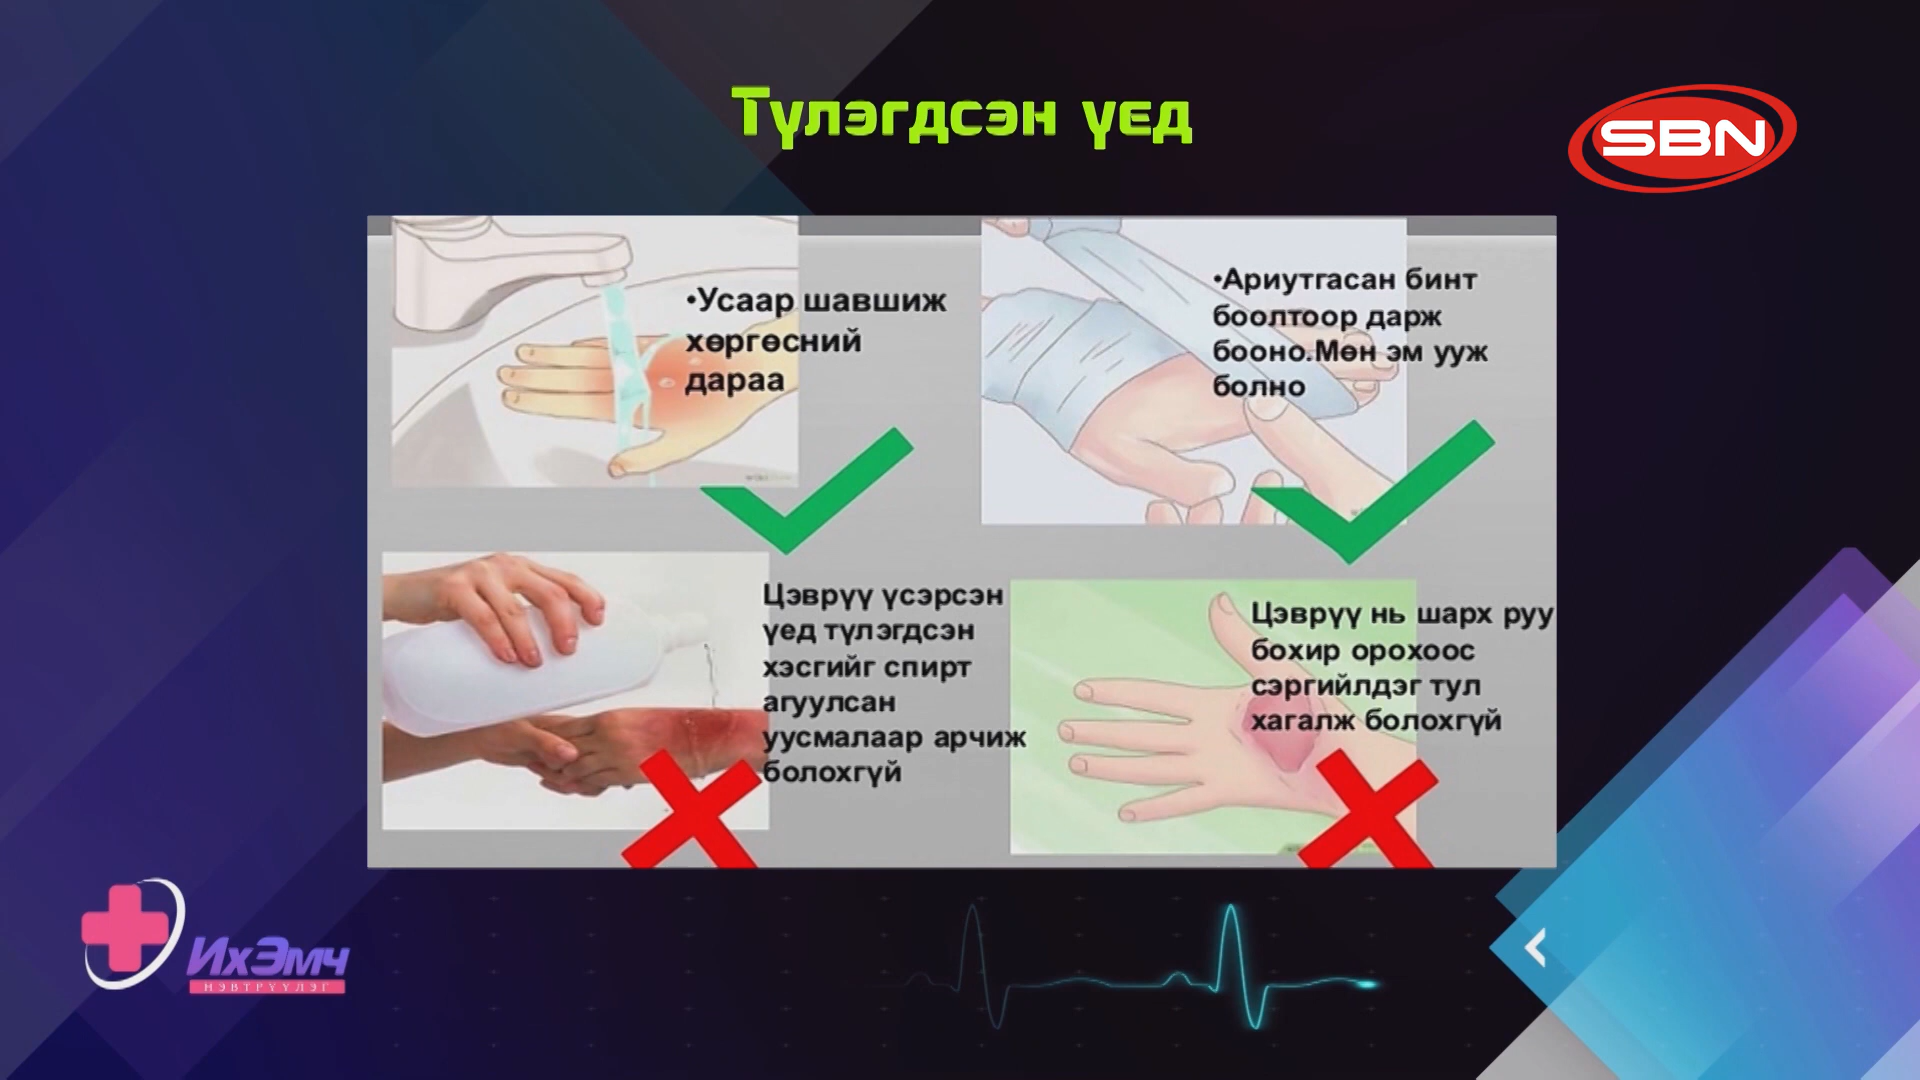 Түлэгдсэн үед
SBN
•Усаар шавшиж
хөргөсний
дараа
•Ариутгасан бинт
боолтоор дарж
бооно.Мөн эм ууж
болно
Цэврүү үсэрсэн
үед түлэгдсэн
хэсгийг спирт
агуулсан
уусмалаар арчиж
болохгүй
Цэврүү нь шарх руу
бохир орохоос
сэргийлдэг тул
хагалж болохгүй
ИхЭмч
НЭВТРҮҮЛЭГ